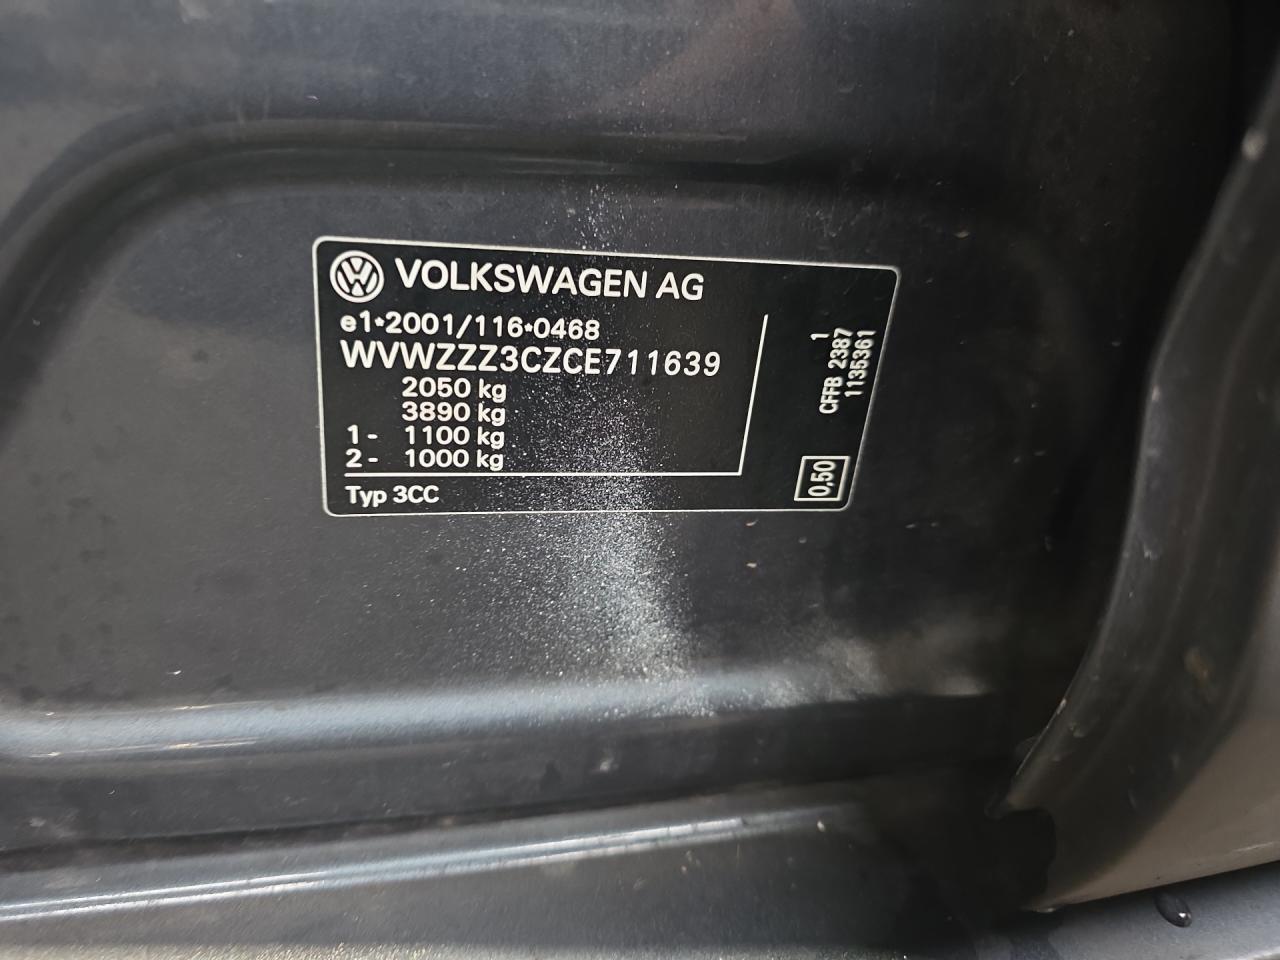 VOLKSWAGEN AG
e1*2001/116*0468
WVWZZZ3CZCE711639
2050 kg
3890 kg
1- 1100 kg
2- 1000 kg
Typ 3CC
1
CFFB 2387
1135361
0,50